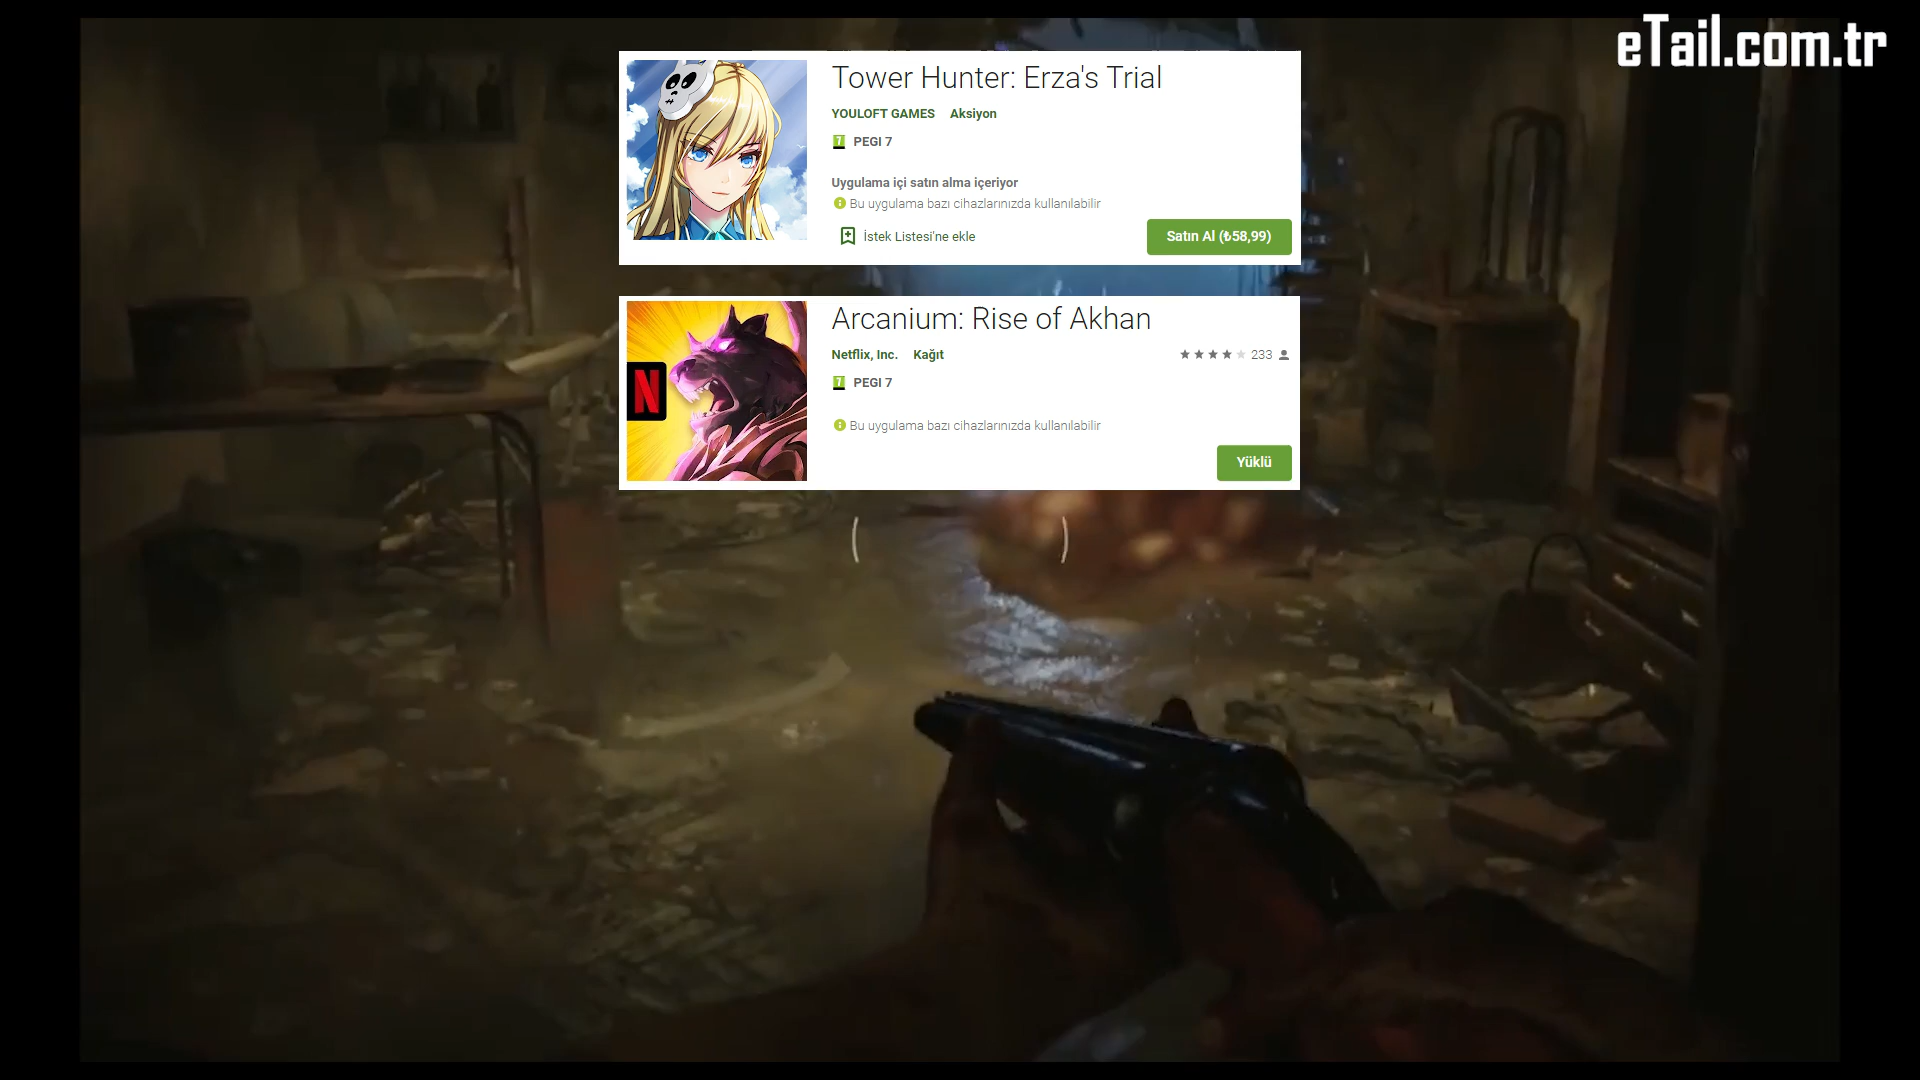 eTail.com.tr
Tower Hunter: Erza's Trial
YOULOFT GAMES Aksiyon
7 PEGI 7
Uygulama içi satın alma içeriyor
Bu uygulama bazı cihazlarınızda kullanılabilir
İstek Listesi'ne ekle
Satın Al (₺58,99)
Arcanium: Rise of Akhan
Netflix, Inc. Kağıt
233
N
7 PEGI 7
Bu uygulama bazı cihazlarınızda kullanılabilir
Yüklü